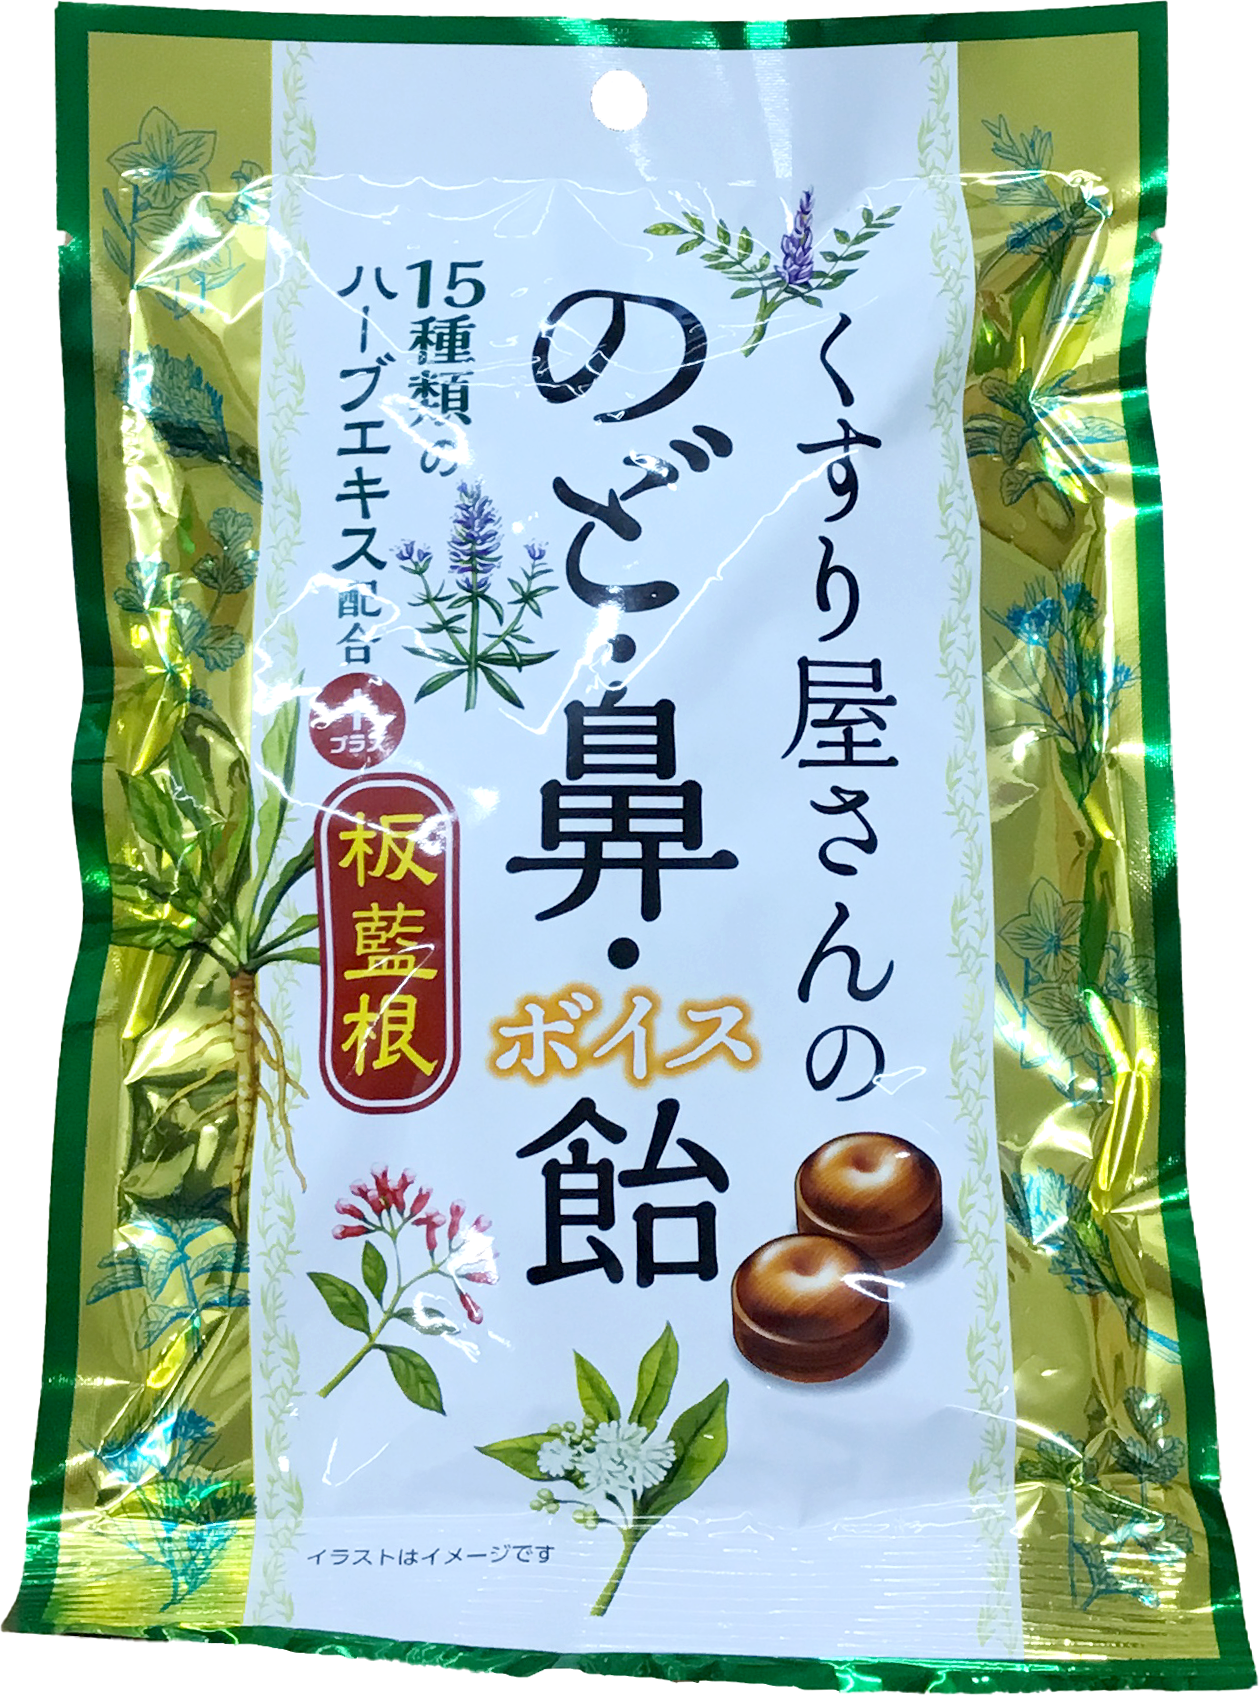 くすり屋さんの
のど・鼻・ボイス飴
15種類の
ハーブエキス配合
+
プラス
板藍根
イラストはイメージです